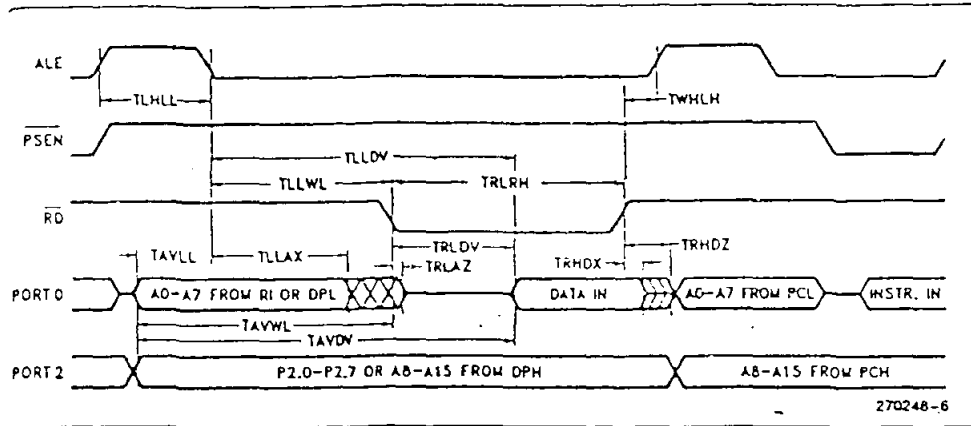 ALE
TLHLL
TWHLH
PSEN
TLLDV
TLLWL
TRLRH
RD
TAVLL
TLLAX
TRLDV
TRLAZ
TRHDX
TRHDZ
PORT 0
A0-A7 FROM RI OR DPL
DATA IN
A0-A7 FROM PCL
INSTR. IN
TAVWL
TAVDV
PORT 2
P2.0-P2.7 OR A8-A15 FROM DPH
A8-A15 FROM PCH
270248-6